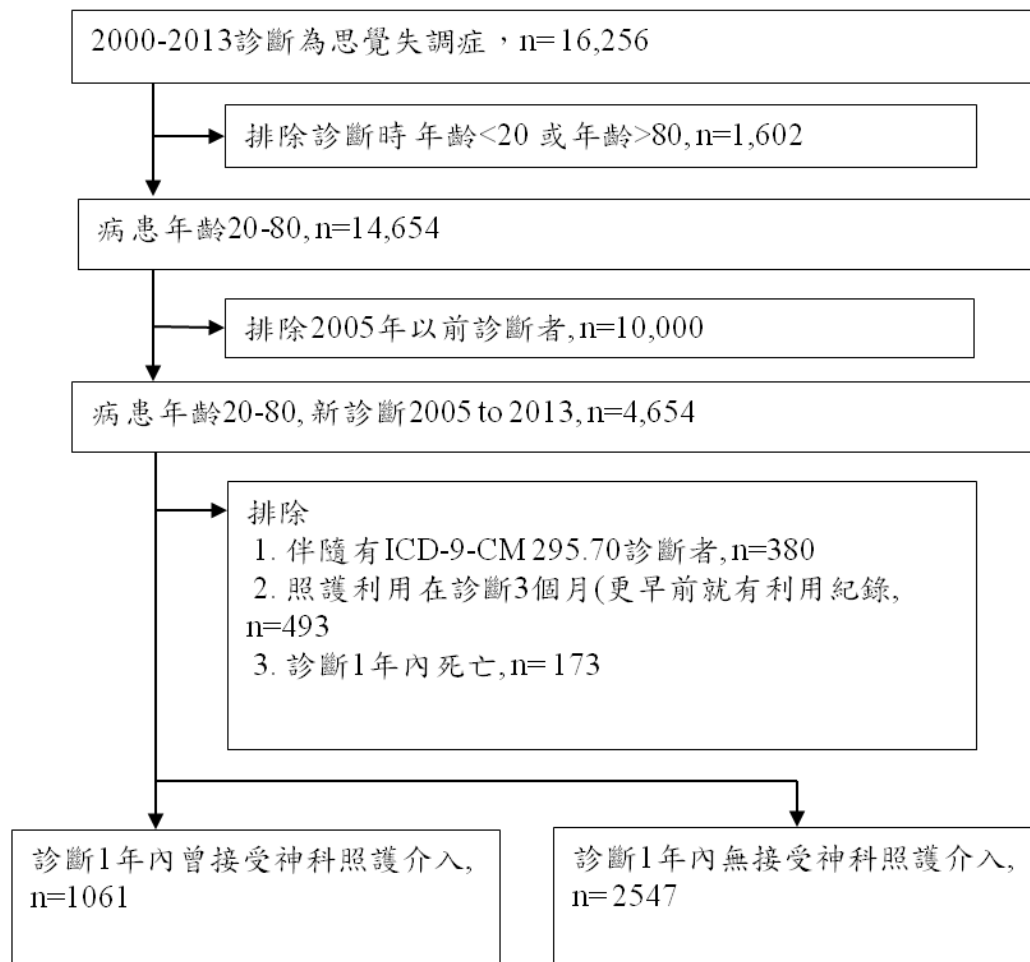 2000-2013診斷為思覺失調症，n=16,256
排除診斷時年齡<20 或年齡>80, n=1,602
病患年齡20-80, n=14,654
排除2005年以前診斷者, n=10,000
病患年齡20-80, 新診斷2005 to 2013, n=4,654
排除
1. 伴隨有ICD-9-CM 295.70診斷者, n=380
2. 照護利用在診斷3個月(更早前就有利用紀錄,
n=493
3. 診斷1年內死亡, n=173
診斷1年內曾接受神科照護介入,
n=1061
診斷1年內無接受神科照護介入,
n=2547